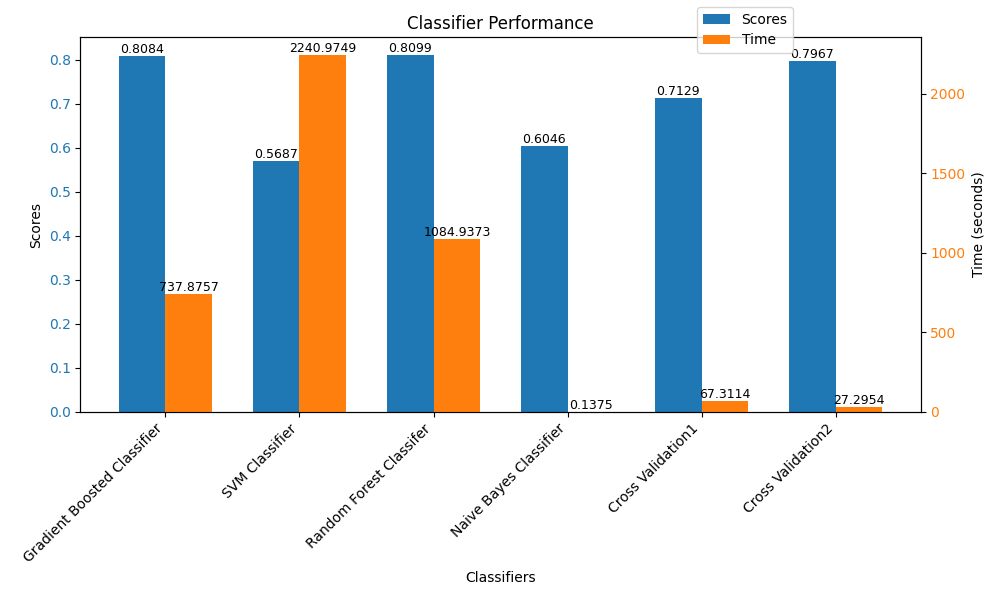 Classifier Performance
Scores
Time
0.8084
2240.9749
0.8099
0.7967
0.7129
0.5687
0.6046
1084.9373
737.8757
0.1375
67.3114
27.2954
0.8
0.7
0.6
0.5
0.4
0.3
0.2
0.1
0.0
Scores
2000
1500
1000
500
0
Time (seconds)
Gradient Boosted Classifier
SVM Classifier
Random Forest Classifer
Naive Bayes Classifier
Cross Validation1
Cross Validation2
Classifiers